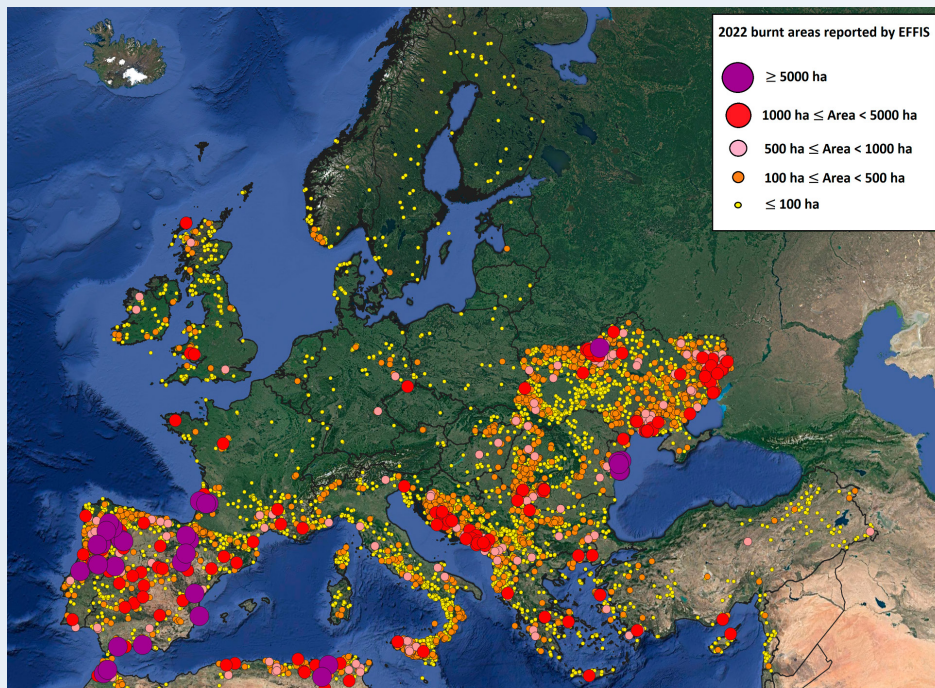 2022 burnt areas reported by EFFIS
≥ 5000 ha
1000 ha ≤ Area < 5000 ha
500 ha ≤ Area < 1000 ha
100 ha ≤ Area < 500 ha
≤ 100 ha